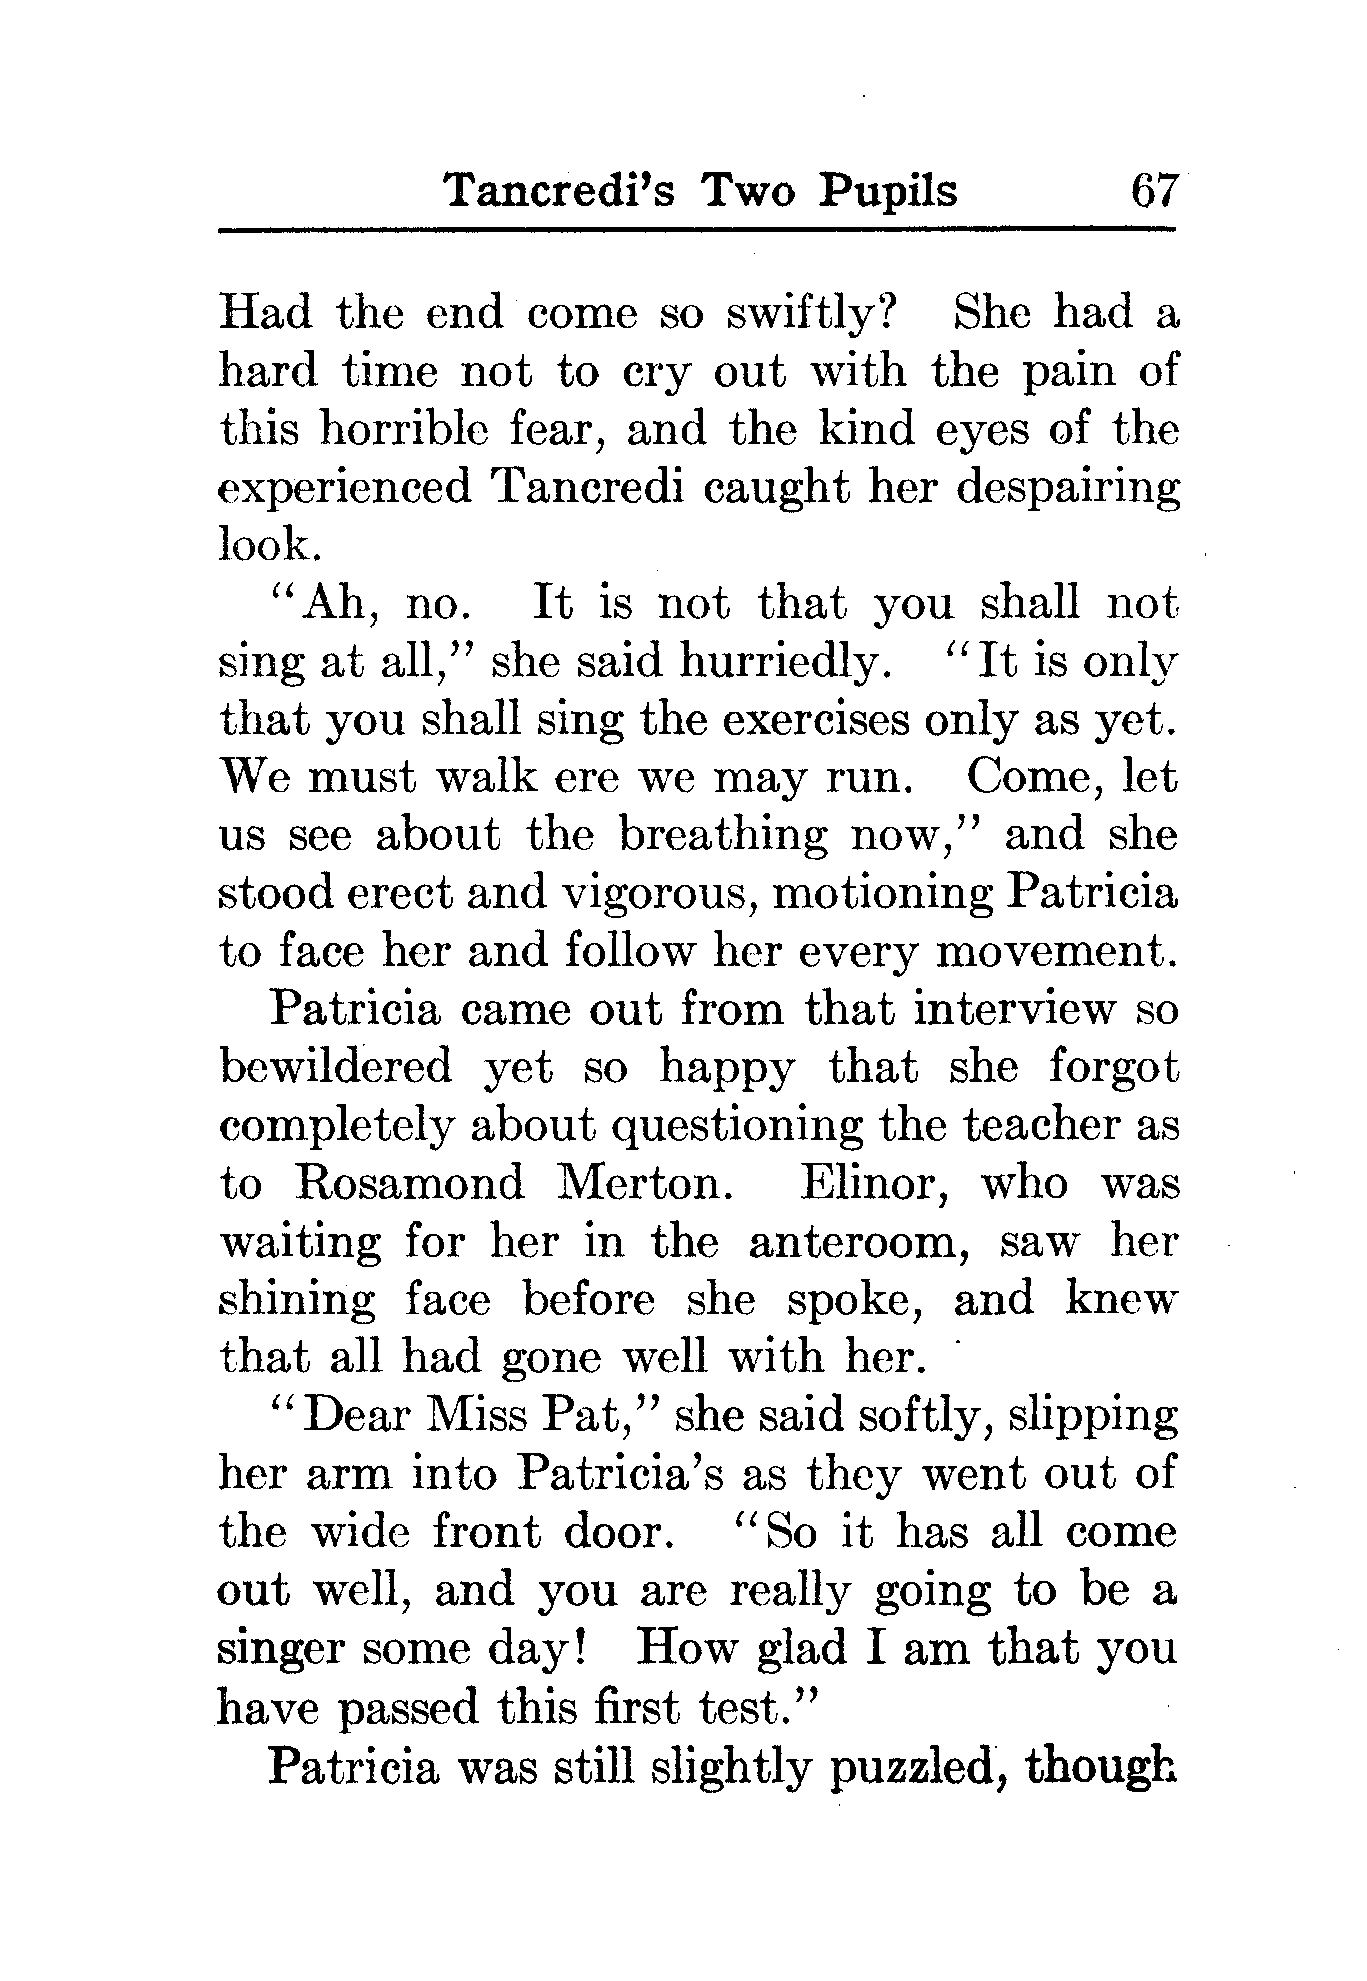 Tancredi's Two Pupils 67
Had the end come so swiftly? She had a
hard time not to cry out with the pain of
this horrible fear, and the kind eyes of the
experienced Tancredi caught her despairing
look.
"Ah, no. It is not that you shall not
sing at all," she said hurriedly. "It is only
that you shall sing the exercises only as yet.
We must walk ere we may run. Come, let
us see about the breathing now," and she
stood erect and vigorous, motioning Patricia
to face her and follow her every movement.
Patricia came out from that interview so
bewildered yet so happy that she forgot
completely about questioning the teacher as
to Rosamond Merton. Elinor, who was
waiting for her in the anteroom, saw her
shining face before she spoke, and knew
that all had gone well with her.
"Dear Miss Pat," she said softly, slipping
her arm into Patricia's as they went out of
the wide front door. "So it has all come
out well, and you are really going to be a
singer some day! How glad I am that you
have passed this first test."
Patricia was still slightly puzzled, though